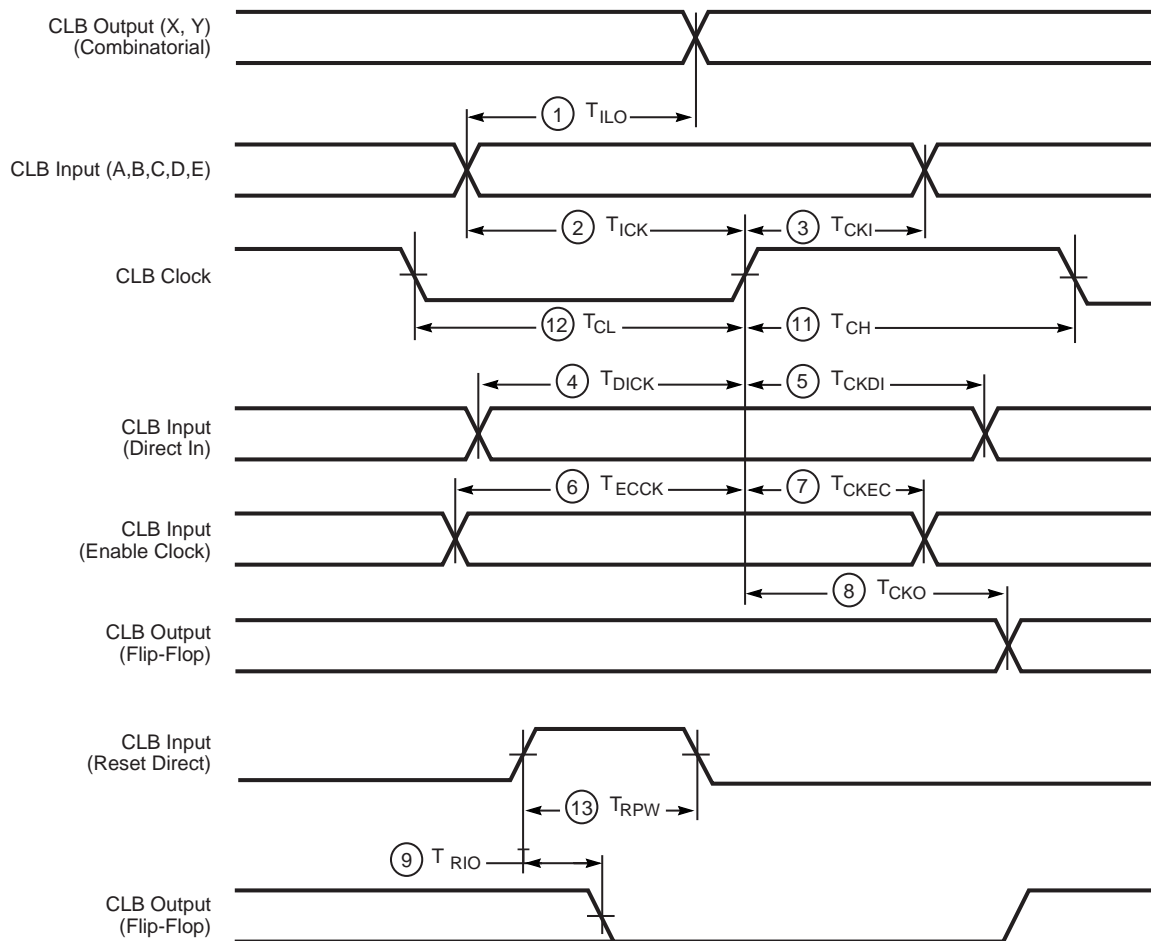 CLB Output (X, Y)
(Combinatorial)
1 TILO
CLB Input (A,B,C,D,E)
2 TICK
3 TCKI
CLB Clock
12 TCL
11 TCH
4 TDICK
5 TCKDI
CLB Input
(Direct In)
6 TECCK
7 TCKEC
CLB Input
(Enable Clock)
8 TCKO
CLB Output
(Flip-Flop)
CLB Input
(Reset Direct)
13 TRPW
9 T RIO
T
CLB Output
(Flip-Flop)